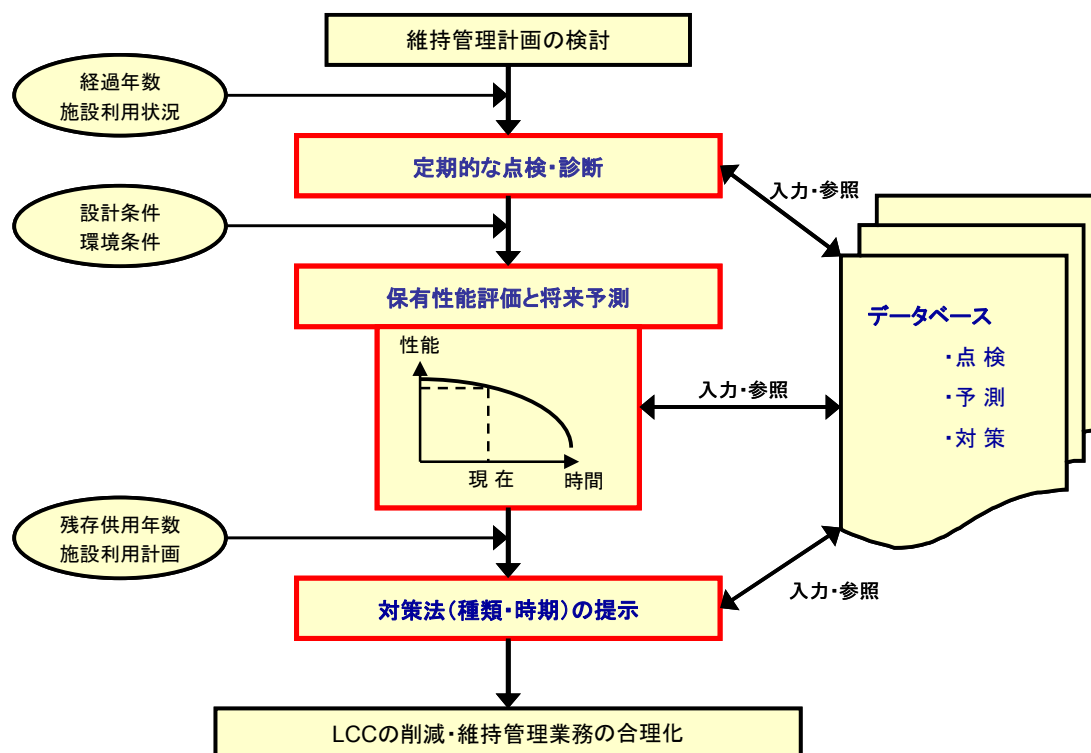 維持管理計画の検討
経過年数
施設利用状況
定期的な点検・診断
入力・参照
設計条件
環境条件
保有性能評価と将来予測
性能
現 在
時間
入力・参照
データベース
・点 検
・予 測
・対 策
残存供用年数
施設利用計画
対策法(種類・時期)の提示
入力・参照
LCCの削減・維持管理業務の合理化